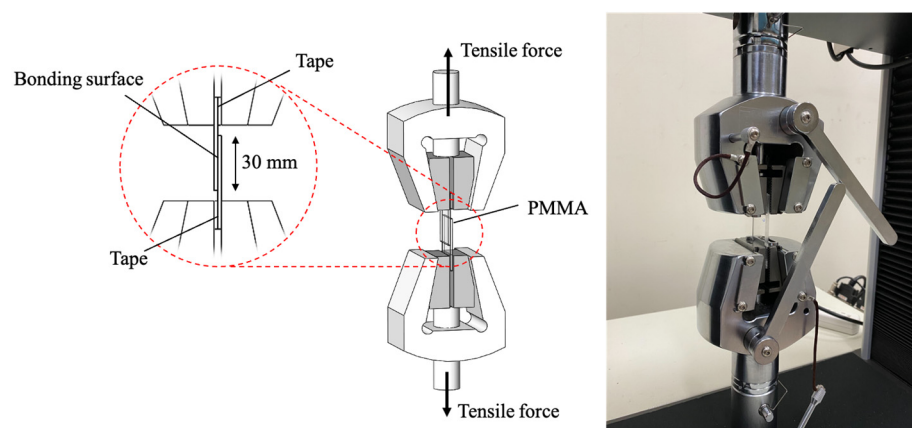 Tensile force
Tape
Bonding surface
30 mm
PMMA
Tape
Tensile force